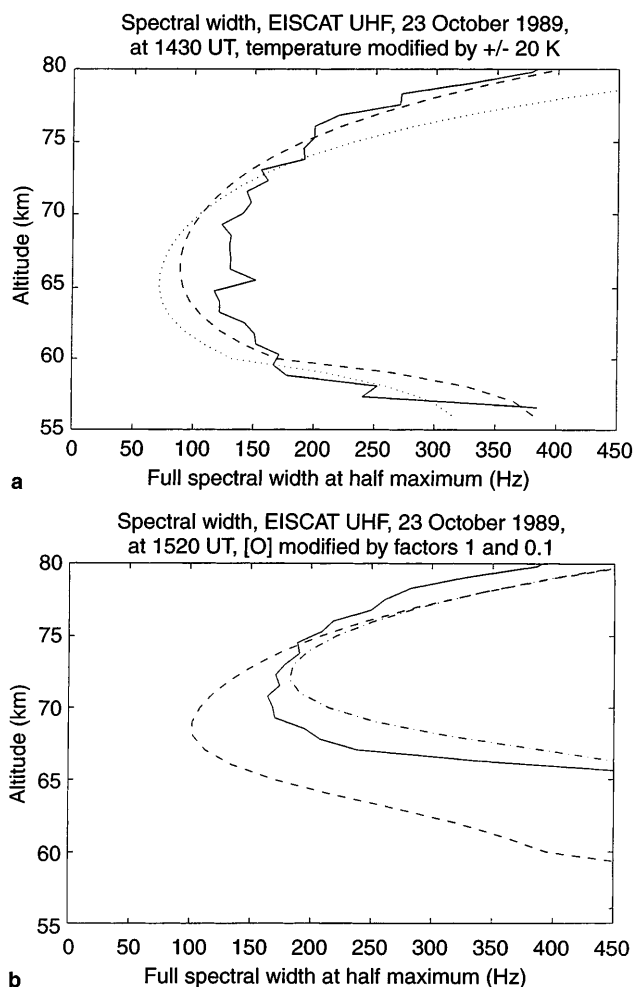 Spectral width, EISCAT UHF, 23 October 1989,
at 1430 UT, temperature modified by +/- 20 K
80
75
70
65
60
55
Altitude (km)
0 50 100 150 200 250 300 350 400 450
Full spectral width at half maximum (Hz)
a
Spectral width, EISCAT UHF, 23 October 1989,
at 1520 UT, [O] modified by factors 1 and 0.1
80
75
70
65
60
55
Altitude (km)
0 50 100 150 200 250 300 350 400 450
Full spectral width at half maximum (Hz)
b